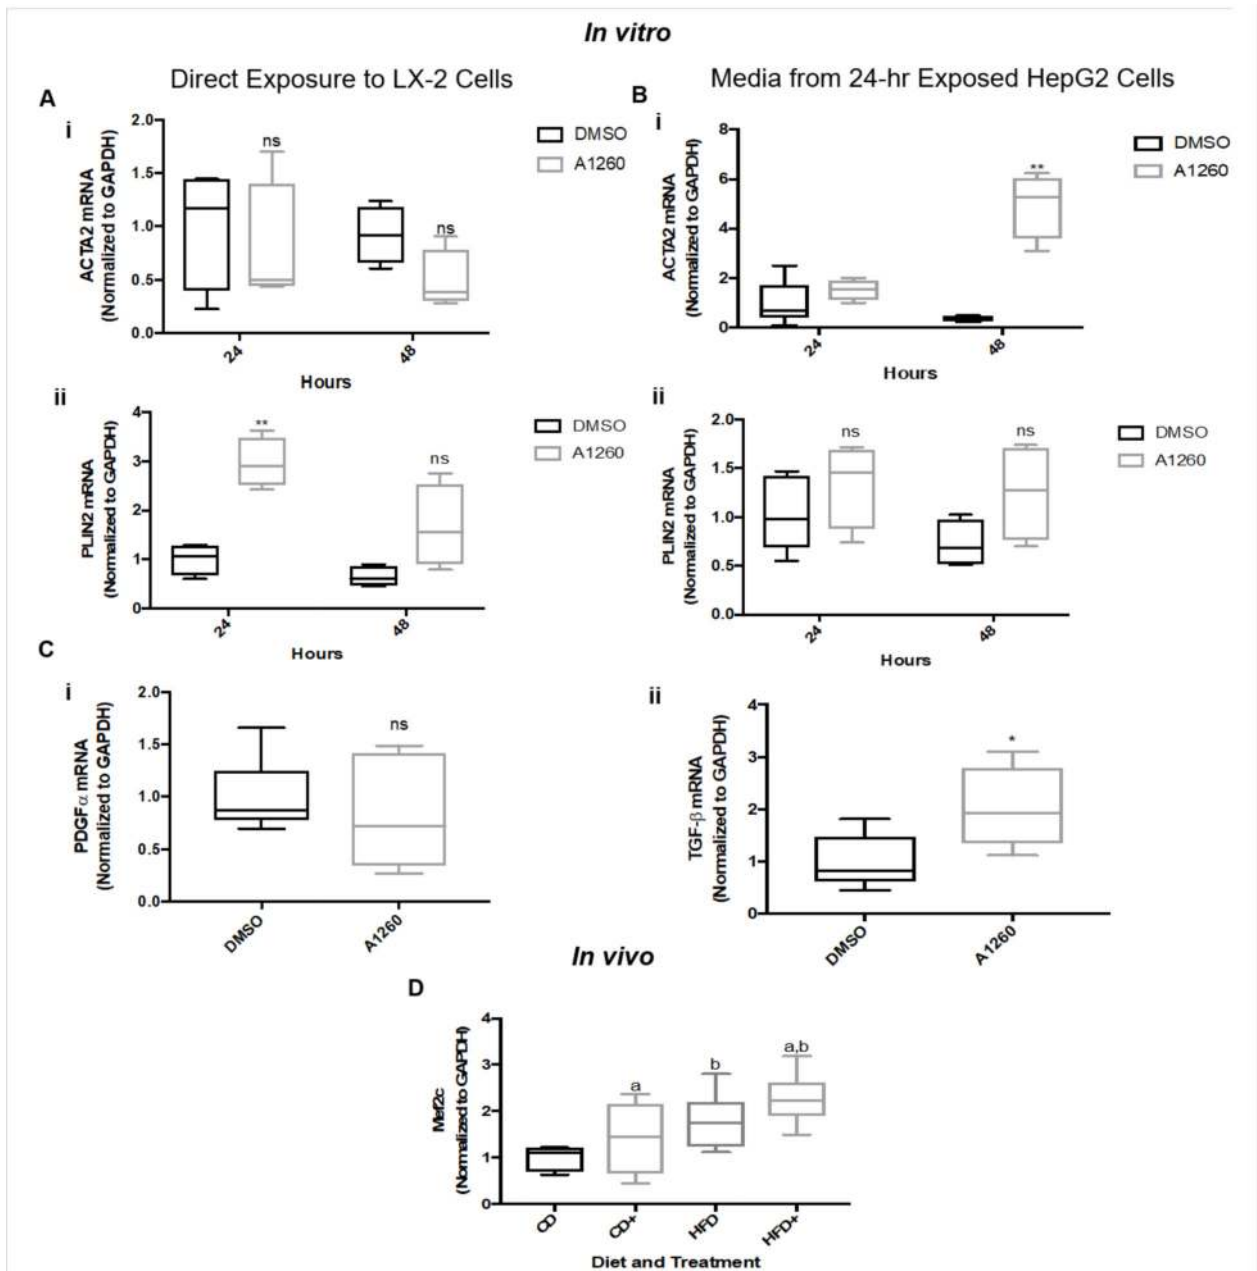 In vitro
Direct Exposure to LX-2 Cells
Media from 24-hr Exposed HepG2 Cells
A
i
ACTA2 mRNA
(Normalized to GAPDH)
2.0
1.5
1.0
0.5
0.0
ns
ns
24
48
Hours
DMSO
A1260
B
i
ACTA2 mRNA
(Normalized to GAPDH)
8
6
4
2
0
**
24
48
Hours
DMSO
A1260
ii
PLIN2 mRNA
(Normalized to GAPDH)
4
3
2
1
0
**
ns
24
48
Hours
DMSO
A1260
ii
PLIN2 mRNA
(Normalized to GAPDH)
2.0
1.5
1.0
0.5
0.0
ns
ns
24
48
Hours
DMSO
A1260
C
i
PDGFα mRNA
(Normalized to GAPDH)
2.0
1.5
1.0
0.5
0.0
ns
DMSO
A1260
ii
TGF-β mRNA
(Normalized to GAPDH)
4
3
2
1
0
*
DMSO
A1260
In vivo
D
Mef2c
(Normalized to GAPDH)
4
3
2
1
0
a
b
a,b
CD
CD+
HFD
HFD+
Diet and Treatment